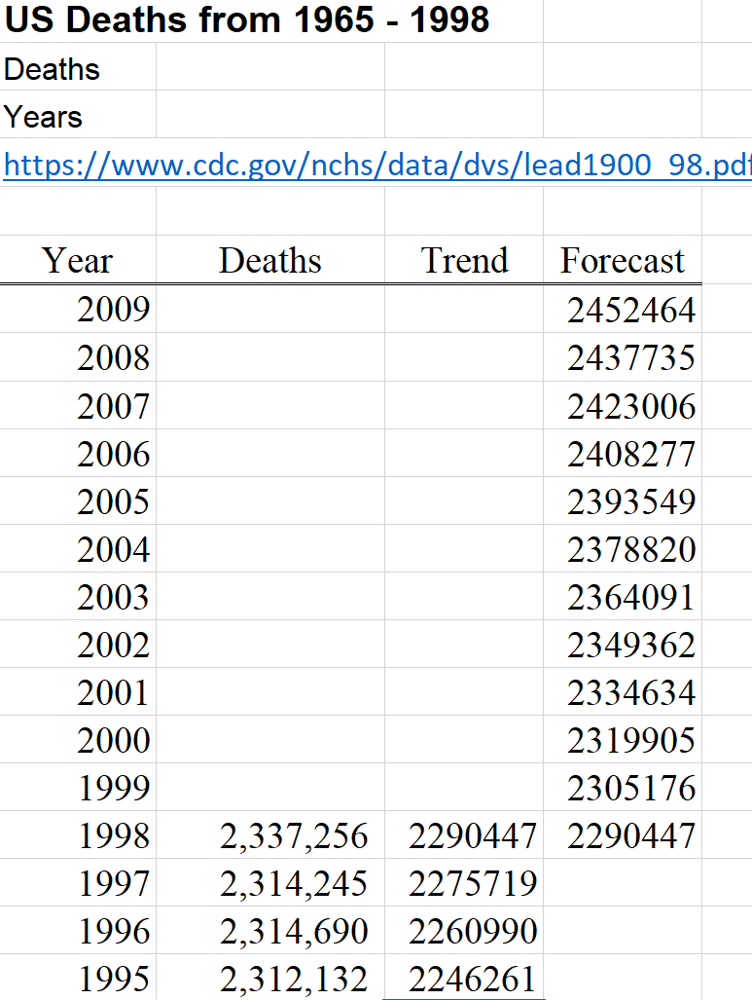 US Deaths from 1965 - 1998
Deaths
Years
https://www.cdc.gov/nchs/data/dvs/lead1900_98.pdf
Year Deaths Trend Forecast
2009 2452464
2008 2437735
2007 2423006
2006 2408277
2005 2393549
2004 2378820
2003 2364091
2002 2349362
2001 2334634
2000 2319905
1999 2305176
1998 2,337,256 2290447 2290447
1997 2,314,245 2275719
1996 2,314,690 2260990
1995 2,312,132 2246261